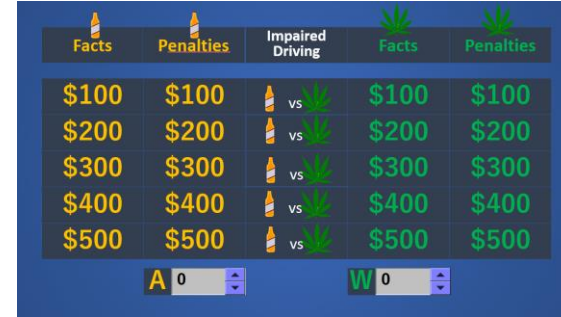 Facts Penalties Impaired Driving Facts Penalties
$100 $100 vs $100 $100
$200 $200 vs $200 $200
$300 $300 vs $300 $300
$400 $400 vs $400 $400
$500 $500 vs $500 $500
A 0 W 0